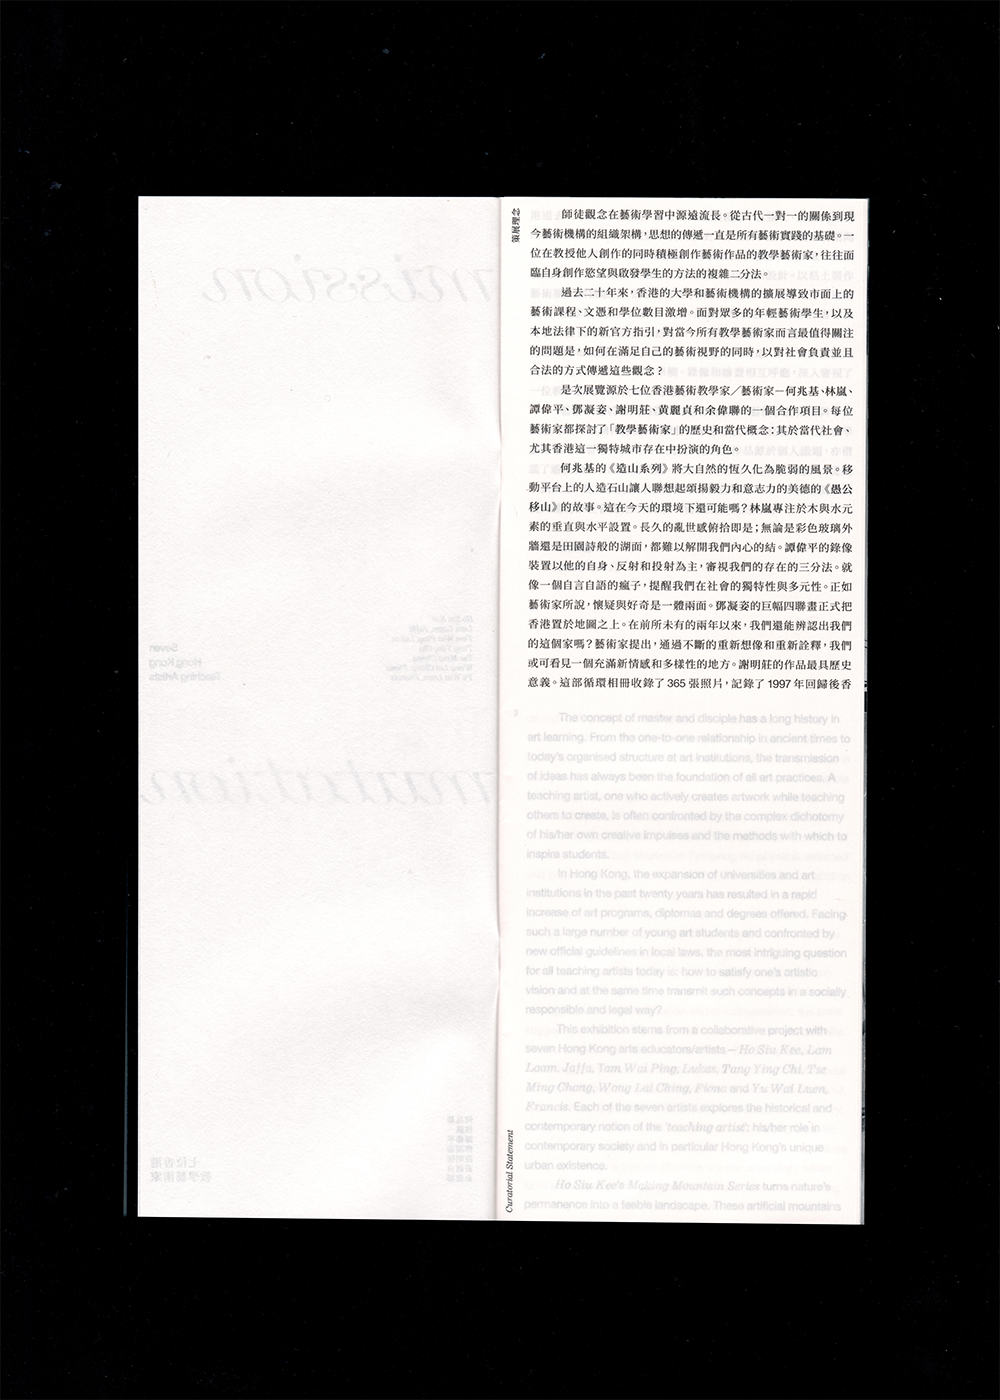 mission
Seven
Hong Kong
Teaching Artists
mutation
七位香港
教學藝術家
策展理念
師徒觀念在藝術學習中源遠流長。從古代一對一的關係到現
今藝術機構的組織架構，思想的傳遞一直是所有藝術實踐的基礎。一
位在教授他人創作的同時積極創作藝術作品的教學藝術家，往往面
臨自身創作慾望與啟發學生的方法的複雜二分法。
過去二十年來，香港的大學和藝術機構的擴展導致市面上的
藝術課程、文憑和學位數目激增。面對眾多的年輕藝術學生，以及
本地法律下的新官方指引，對當今所有教學藝術家而言最值得關注
的問題是，如何在滿足自己的藝術視野的同時，以對社會負責並且
合法的方式傳遞這些觀念？
是次展覽源於七位香港藝術教學家／藝術家－何兆基、林嵐、
譚偉平、鄧凝姿、謝明莊、黃麗貞和余偉聯的一個合作項目。每位
藝術家都探討了「教學藝術家」的歷史和當代概念：其於當代社會、
尤其香港這一獨特城市存在中扮演的角色。
何兆基的《造山系列》將大自然的恆久化為脆弱的風景。移
動平台上的人造石山讓人聯想起頌揚毅力和意志力的美德的《愚公
移山》的故事。這在今天的環境下還可能嗎？林嵐專注於木與水元
素的垂直與水平設置。長久的亂世感俯拾即是；無論是彩色玻璃外
牆還是田園詩般的湖面，都難以解開我們內心的結。譚偉平的錄像
裝置以他的自身、反射和投射為主，審視我們的存在的三分法。就
像一個自言自語的瘋子，提醒我們在社會的獨特性與多元性。正如
藝術家所說，懷疑與好奇是一體兩面。鄧凝姿的巨幅四聯畫正式把
香港置於地圖之上。在前所未有的兩年以來，我們還能辨認出我們
的這個家嗎？藝術家提出，通過不斷的重新想像和重新詮釋，我們
或可看見一個充滿新情感和多樣性的地方。謝明莊的作品最具歷史
意義。這部循環相冊收錄了 365 張照片，記錄了 1997 年回歸後香
Curatorial Statement
The concept of master and disciple has a long history in
art learning. From the one-to-one relationship in ancient times to
today's organised structure at art institutions, the transmission
of ideas has always been the foundation of all art practices. A
teaching artist, one who actively creates artwork while teaching
others to create, is often confronted by the complex dichotomy
of his/her own creative impulses and the methods with which to
inspire students.
In Hong Kong, the expansion of universities and art
institutions in the past twenty years has resulted in a rapid
increase of art programs, diplomas and degrees offered. Facing
such a large number of young art students and confronted by
new official guidelines in local laws, the most intriguing question
for all teaching artists today is: how to satisfy one's artistic
vision and at the same time transmit such concepts in a socially
responsible and legal way?
This exhibition stems from a collaborative project with
seven Hong Kong arts educators/artists – Ho Siu Kee, Lam
Laam, Jaffa, Tam Wai Ping, Lukas, Tang Ying Chi, Tse
Ming Chong, Wong Lai Ching, Fiona and Yu Wai Luen,
Francis. Each of the seven artists explores the historical and
contemporary notion of the 'teaching artist': his/her role in
contemporary society and in particular Hong Kong's unique
urban existence.
Ho Siu Kee's Making Mountain Series turns nature's
permanence into a feeble landscape. These artificial mountains